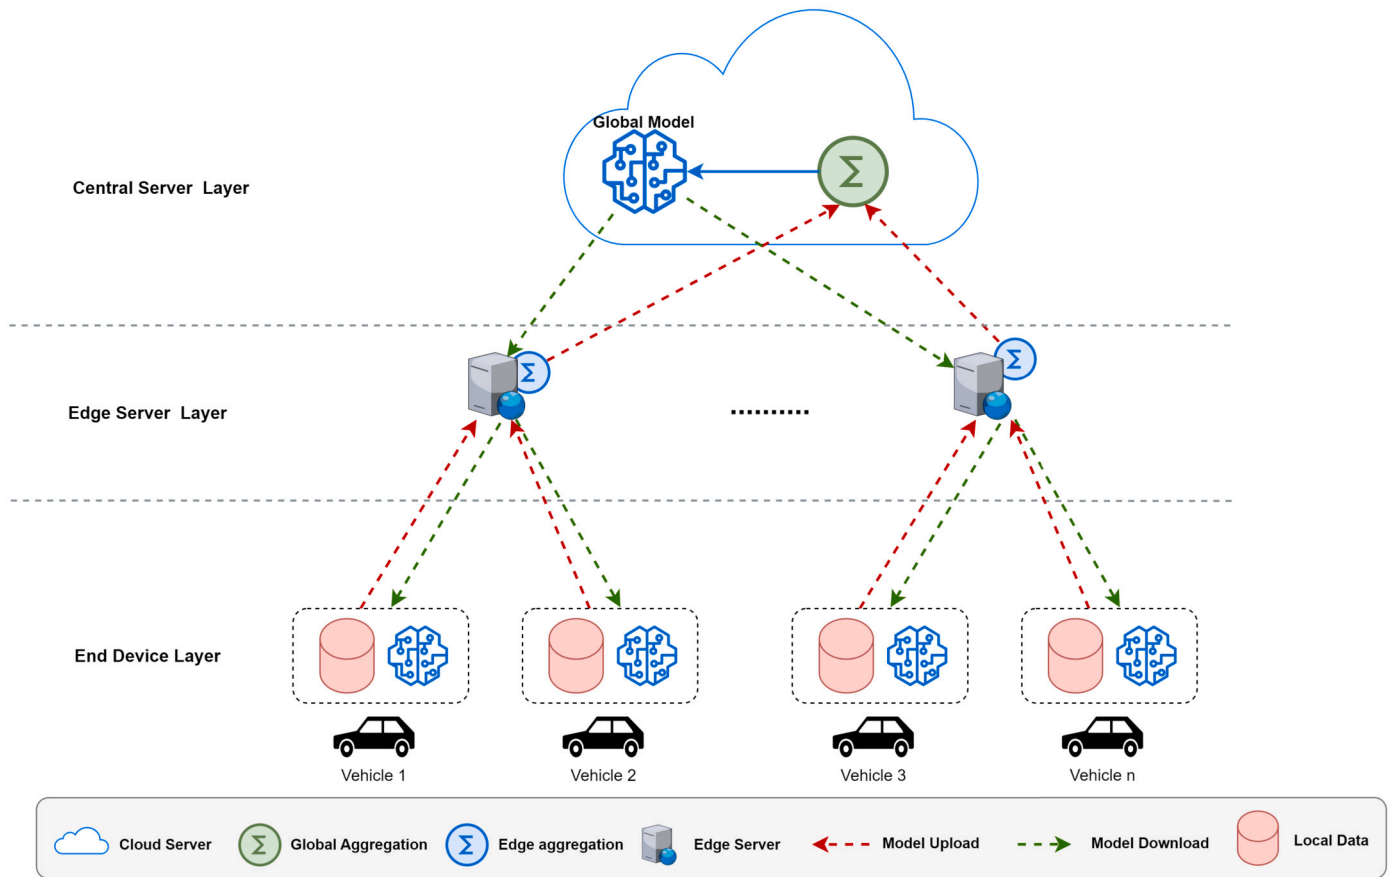 Global Model
Σ
Central Server Layer
Σ
Σ
Edge Server Layer
..........
End Device Layer
Vehicle 1
Vehicle 2
Vehicle 3
Vehicle n
Cloud Server
Σ
Global Aggregation
Σ
Edge aggregation
Edge Server
Model Upload
Model Download
Local Data